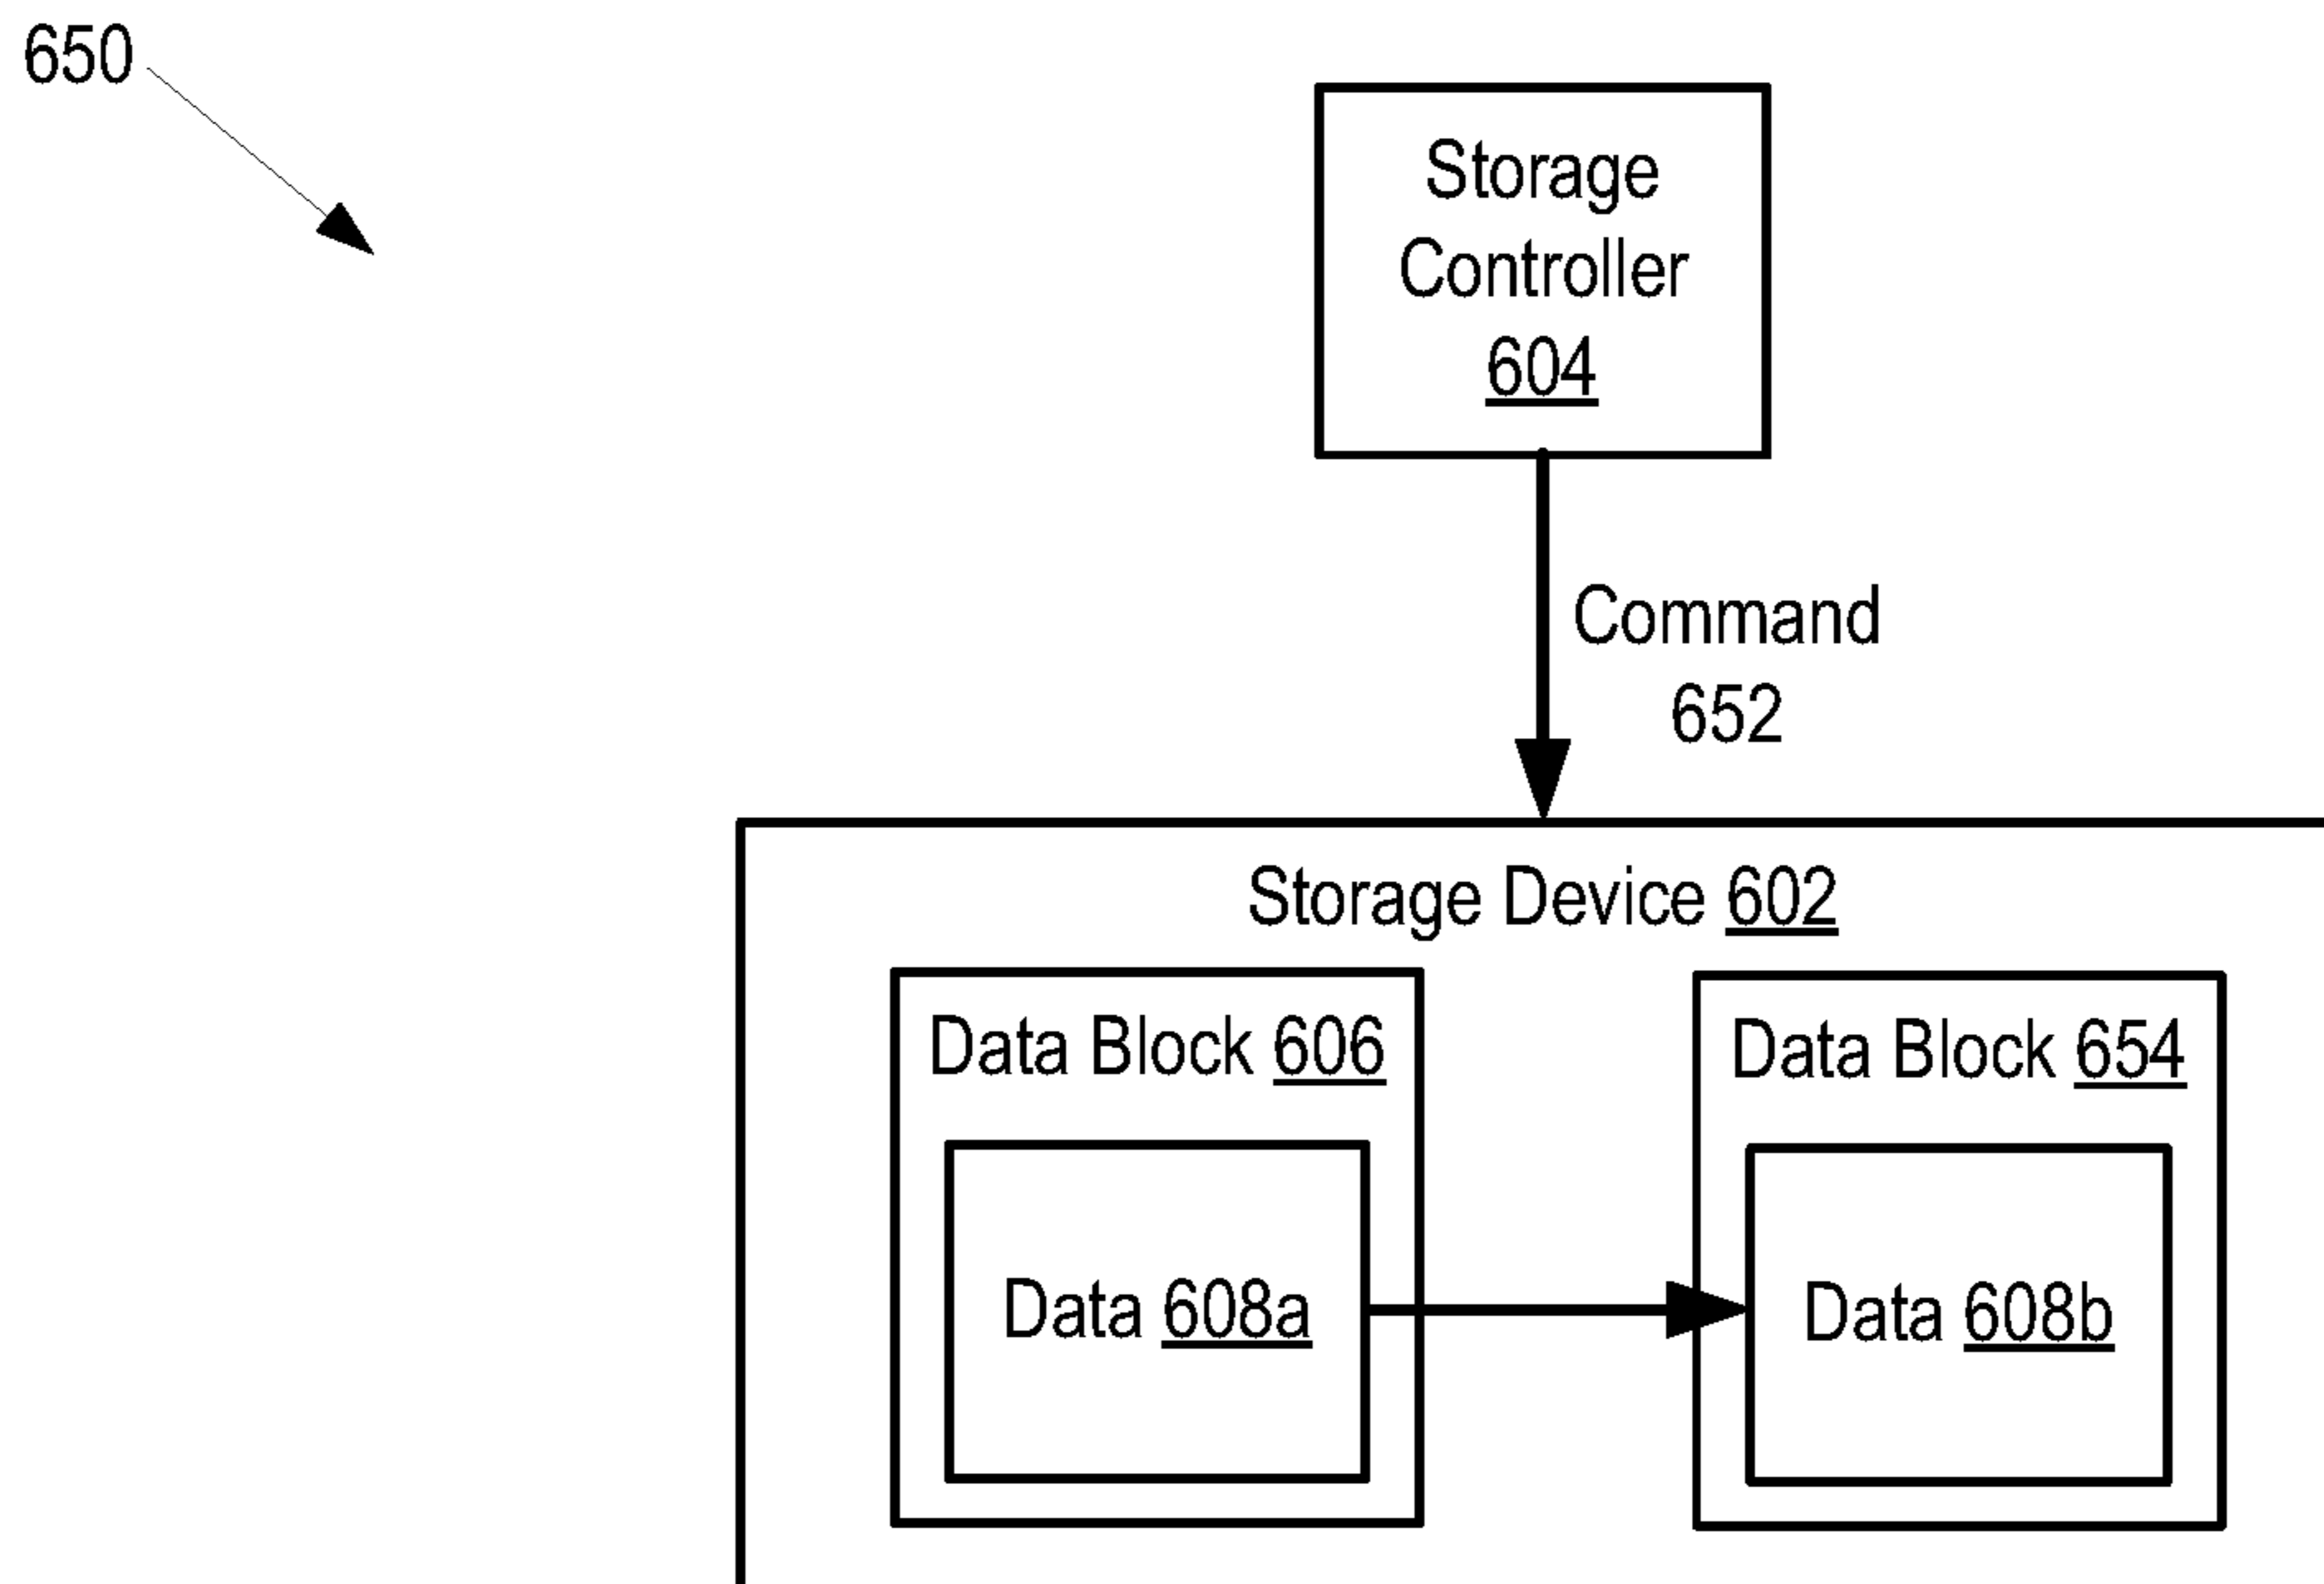 650
Storage
Controller
604
Command
652
Storage Device 602
Data Block 606
Data Block 654
Data 608a
Data 608b